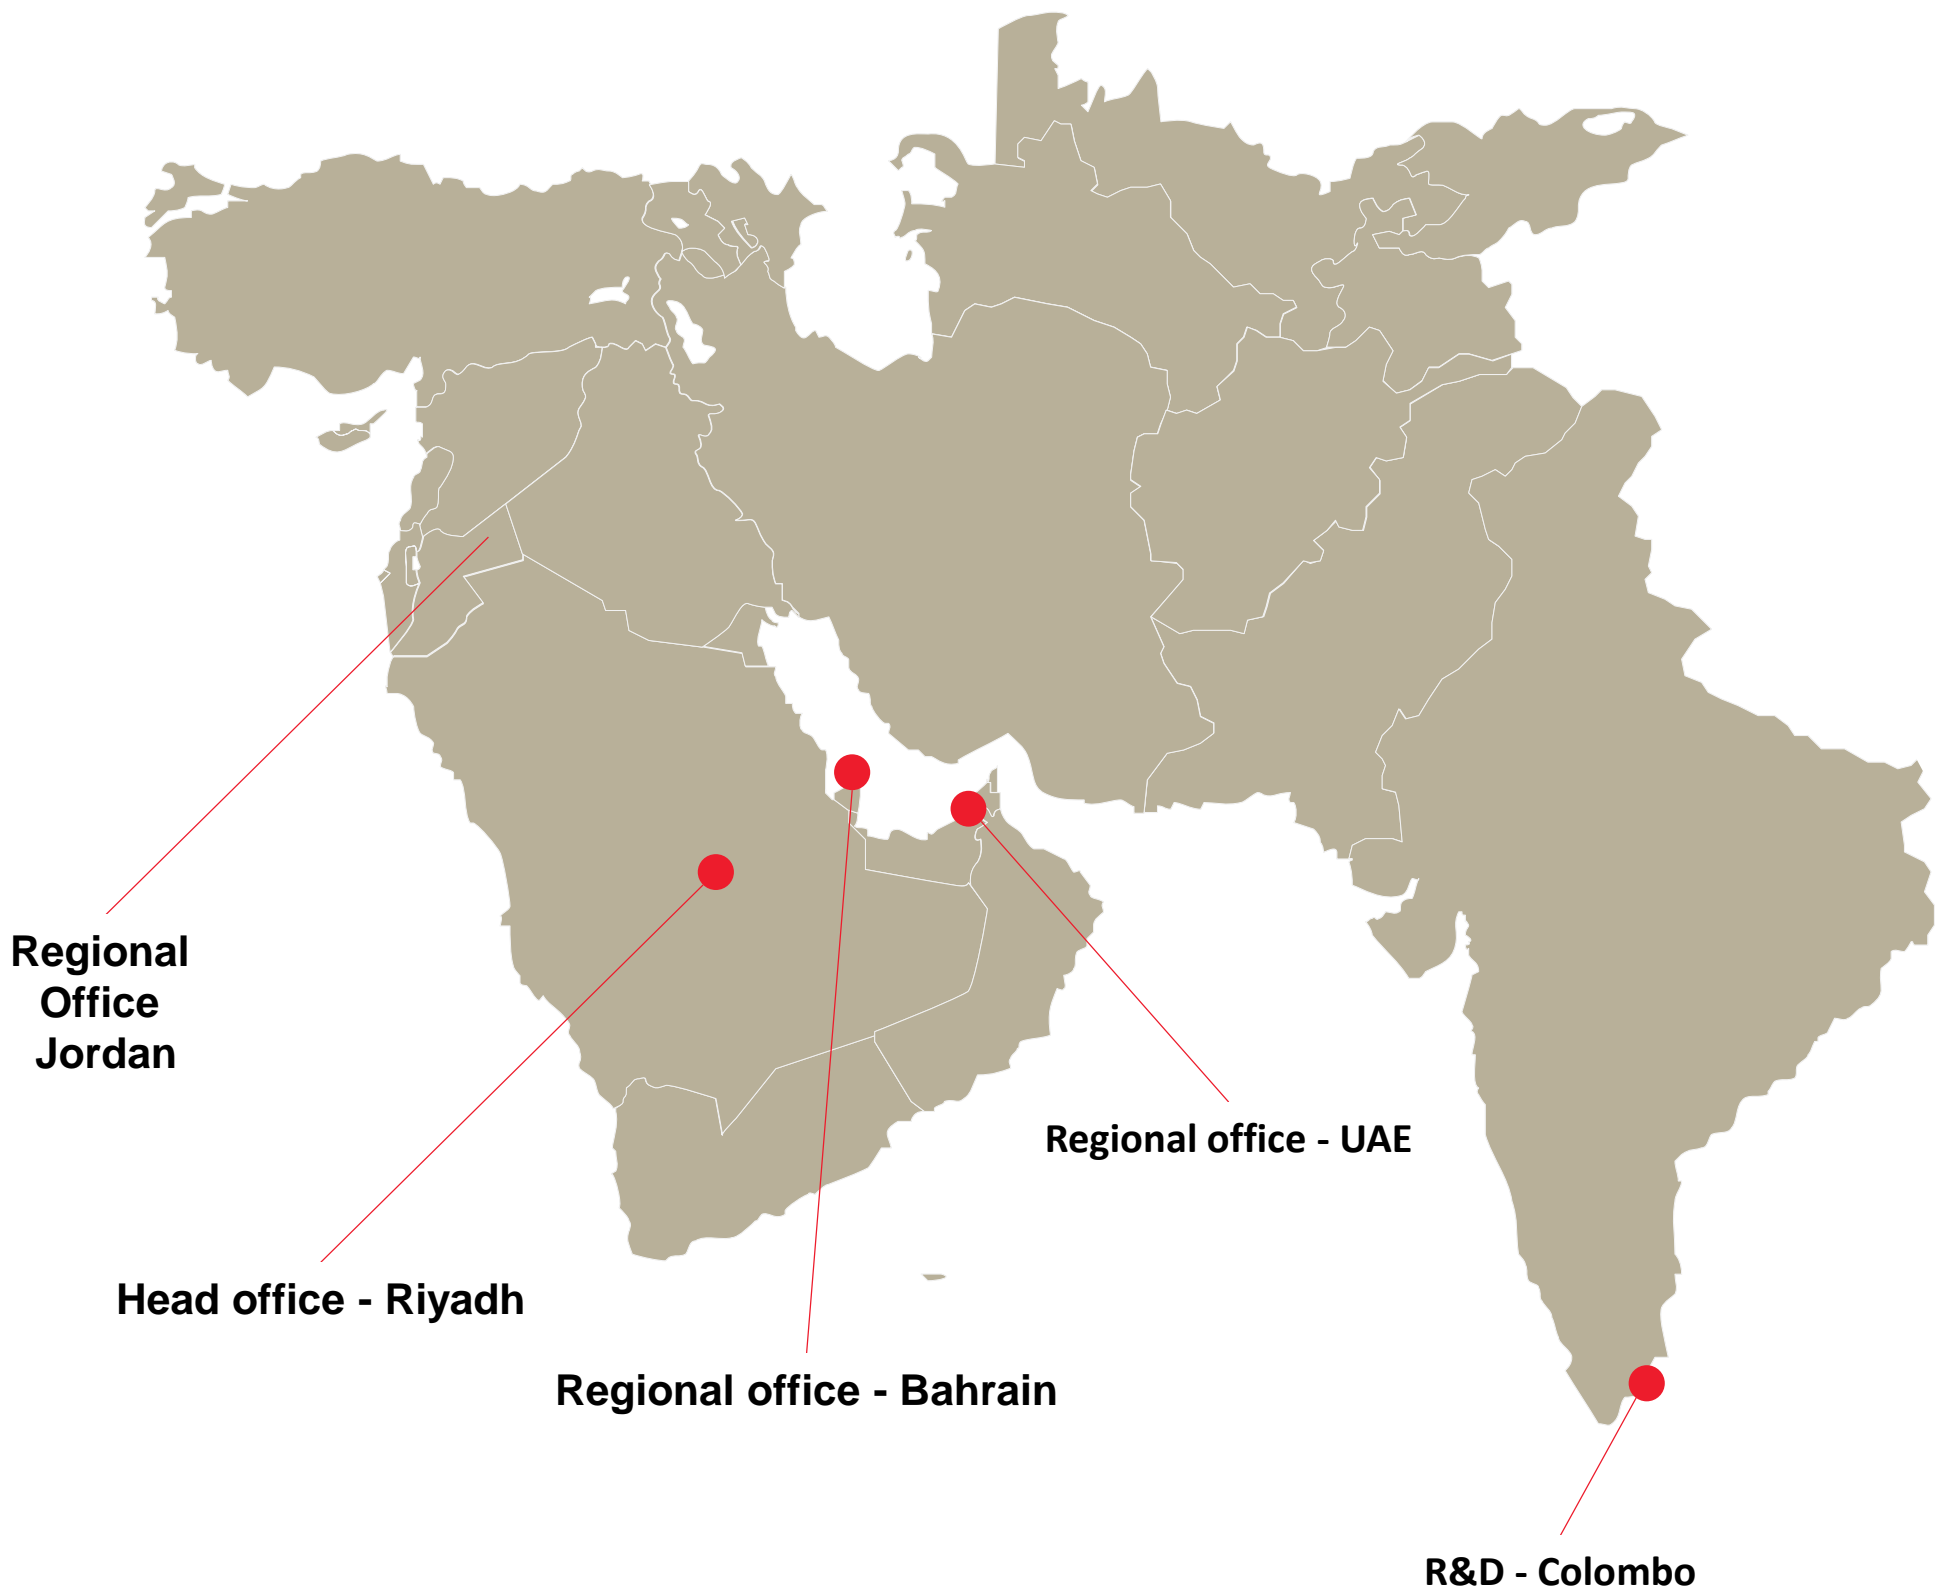 Regional
Office
Jordan
Regional office - UAE
Head office - Riyadh
Regional office - Bahrain
R&D - Colombo